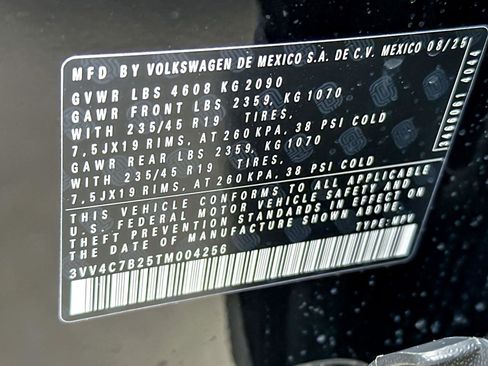 MFD BY VOLKSWAGEN DE MEXICO S.A. DE C.V. MEXICO 08/25
GVWR LBS 4608 KG 2090
GAWR FRONT LBS 2359, KG 1070
WITH 235/45 R19 TIRES,
7,5JX19 RIMS, AT 260 KPA, 38 PSI COLD
GAWR REAR LBS 2359, KG 1070
WITH 235/45 R19 TIRES,
7,5JX19 RIMS, AT 260 KPA, 38 PSI COLD
THIS VEHICLE CONFORMS TO ALL APPLICABLE
U.S. FEDERAL MOTOR VEHICLE SAFETY AND
THEFT PREVENTION STANDARDS IN EFFECT ON
THE DATE OF MANUFACTURE SHOWN ABOVE.
TYPE: MPV
3VV4C7B25TM004256